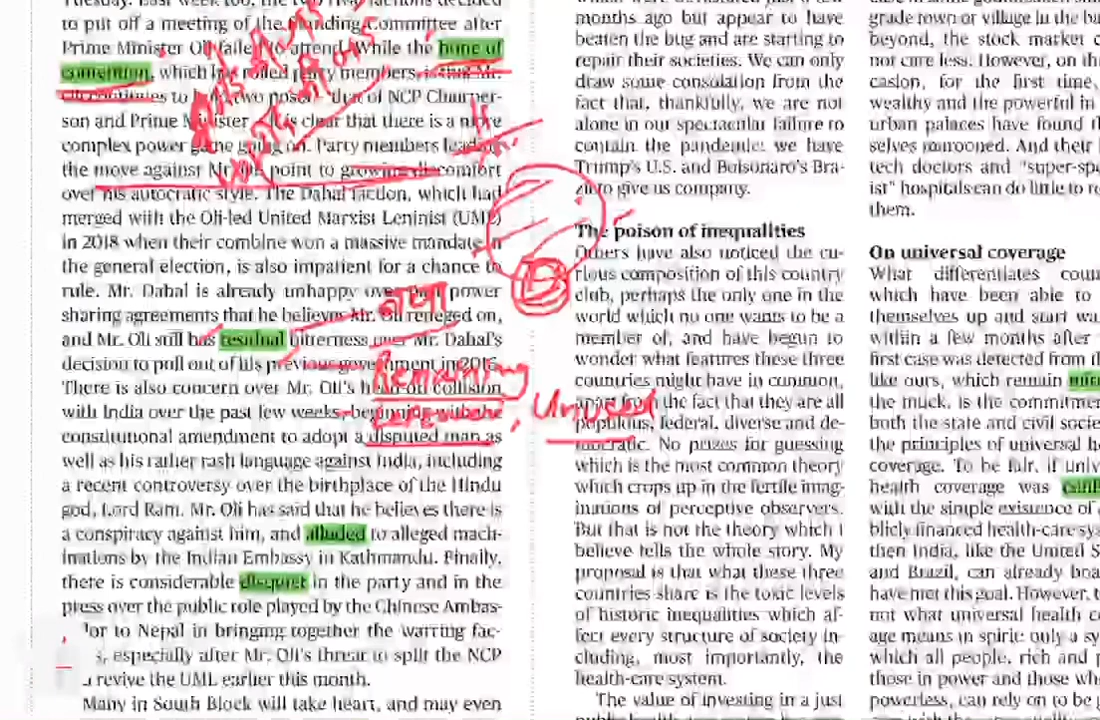 to put off a meeting of the Standing Committee after
Prime Minister Oli failed to attend. While the bone of
contention, which has roiled party members, is that Mr.
Oli continues to hold two posts, that of NCP Chairper-
son and Prime Minister, it is clear that there is a more
complex power game going on. Party members leading
the move against Mr. Oli point to growing discomfort
over his autocratic style. The Dahal faction, which had
merged with the Oli-led United Marxist Leninist (UML)
in 2018 when their combine won a massive mandate in
the general election, is also impatient for a chance to
rule. Mr. Dahal is already unhappy over power
sharing agreements that he believes Mr. Oli reneged on,
and Mr. Oli still has residual bitterness over Mr. Dahal's
decision to pull out of his previous government in 2016.
There is also concern over Mr. Oli's head-on collision
with India over the past few weeks, beginning with the
constitutional amendment to adopt a disputed map as
well as his rather rash language against India, including
a recent controversy over the birthplace of the Hindu
god, Lord Ram. Mr. Oli has said that he believes there is
a conspiracy against him, and alluded to alleged mach-
inations by the Indian Embassy in Kathmandu. Finally,
there is considerable disquiet in the party and in the
press over the public role played by the Chinese Ambas-
to Nepal in bringing together the warring fac-
especially after Mr. Oli's threat to split the NCP
revive the UML earlier this month.
Many in South Block will take heart, and may even
Remaining
, Unused
months ago but appear to have
beaten the bug and are starting to
repair their societies. We can only
draw some consolation from the
fact that, thankfully, we are not
alone in our spectacular failure to
contain the pandemic: we have
Trump's U.S. and Bolsonaro's Bra-
zil to give us company.
The poison of inequalities
Others have also noticed the cu-
rious composition of this country
club, perhaps the only one in the
world which no one wants to be a
member of, and have begun to
wonder what features these three
countries might have in common,
apart from the fact that they are all
populous, federal, diverse and de-
mocratic. No prizes for guessing
which is the most common theory
which crops up in the fertile imag-
inations of perceptive observers.
But that is not the theory which I
believe tells the whole story. My
proposal is that what these three
countries share is the toxic levels
of historic inequalities which af-
fect every structure of society in-
cluding, most importantly, the
health-care system.
The value of investing in a just
grade town or village in the
beyond, the stock market
not care less. However, on
casion, for the first time,
wealthy and the powerful in
urban palaces have found
selves marooned. And their
tech doctors and "super-spe
ist" hospitals can do little to
them.
On universal coverage
What differentiates coun
which have been able to
themselves up and start
within a few months after
first case was detected from
like ours, which remain
the muck, is the commitmen
both the state and civil socie
the principles of universal
coverage. To be fair, if univ
health coverage was
with the simple existence of
blicly financed health-care sys
then India, like the United
and Brazil, can already boa
have met this goal. However,
not what universal health
age means in spirit: only a
which all people, rich and
those in power and those
powerless, can rely on to be